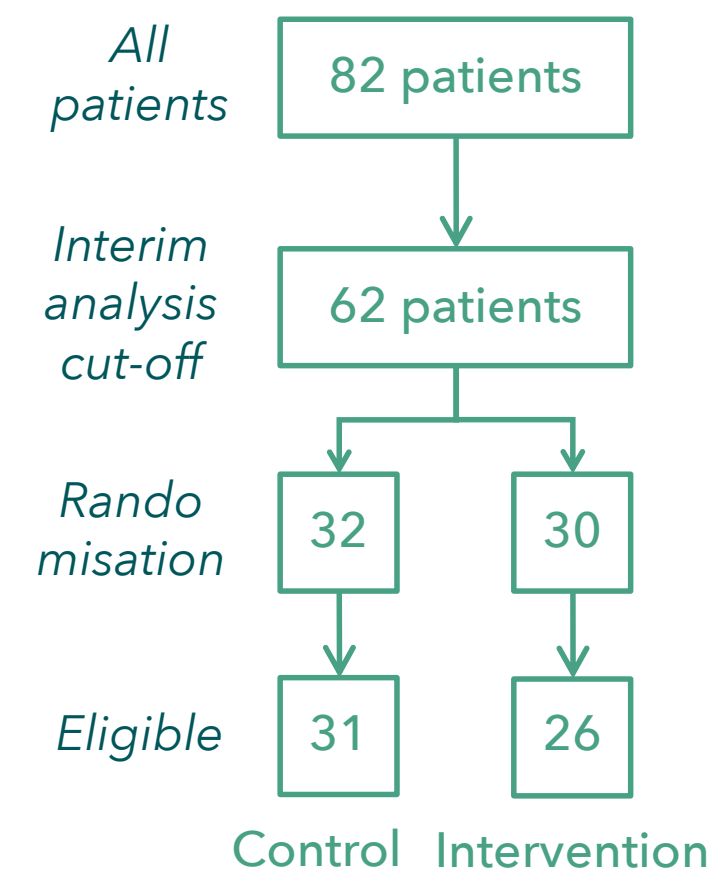 All
patients
82 patients
Interim
analysis
cut-off
62 patients
Rando
misation
32
30
Eligible
31
26
Control
Intervention